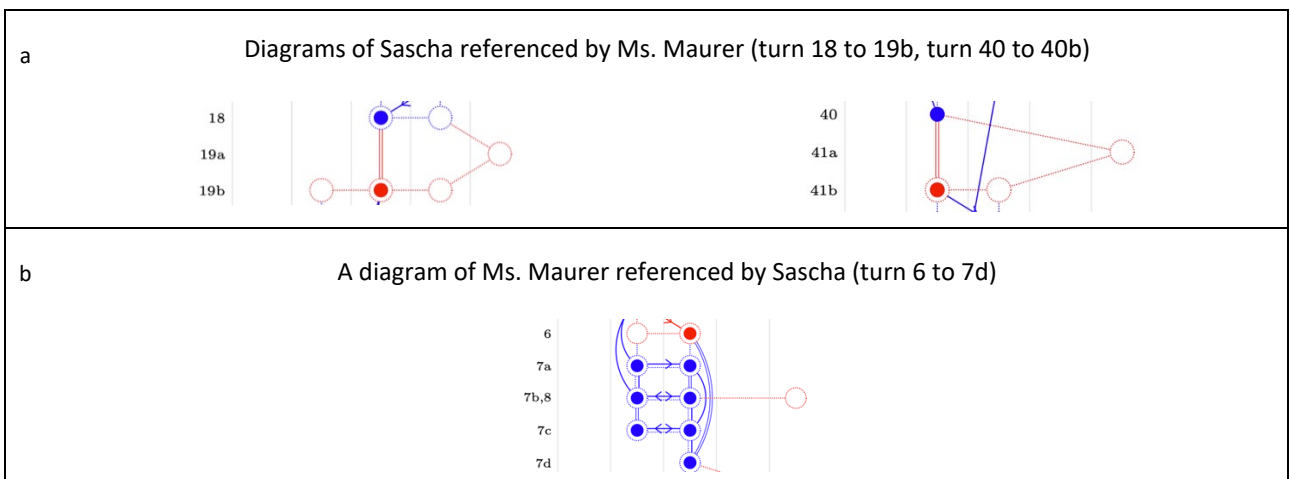 a
Diagrams of Sascha referenced by Ms. Maurer (turn 18 to 19b, turn 40 to 40b)
18
19a
19b
40
41a
41b
b
A diagram of Ms. Maurer referenced by Sascha (turn 6 to 7d)
6
7a
7b,8
7c
7d